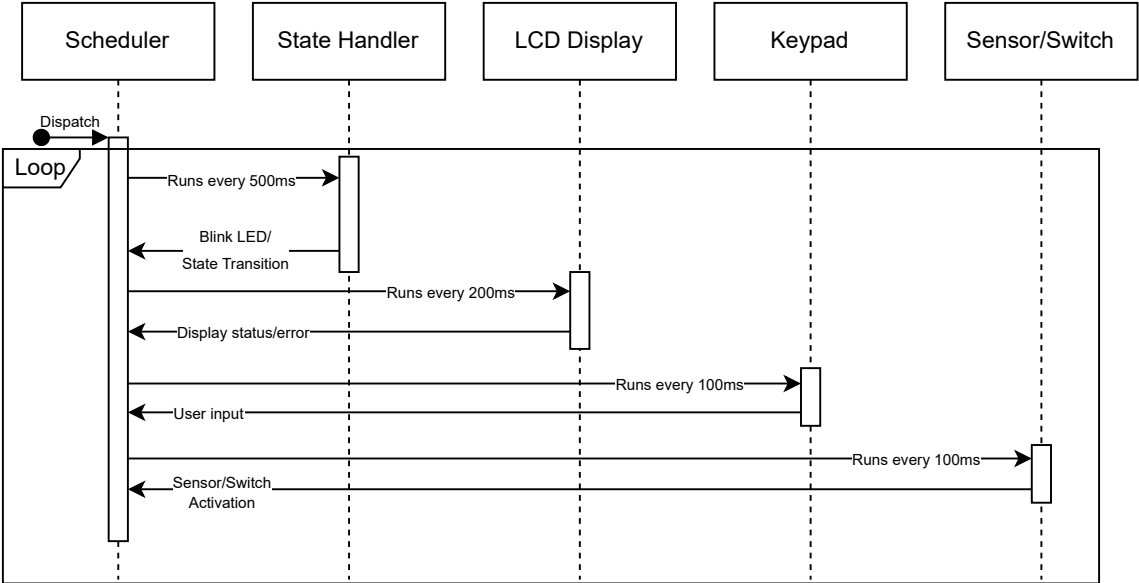 Scheduler
State Handler
LCD Display
Keypad
Sensor/Switch
Dispatch
Loop
Runs every 500ms
Blink LED/
State Transition
Runs every 200ms
Display status/error
Runs every 100ms
User input
Runs every 100ms
Sensor/Switch
Activation